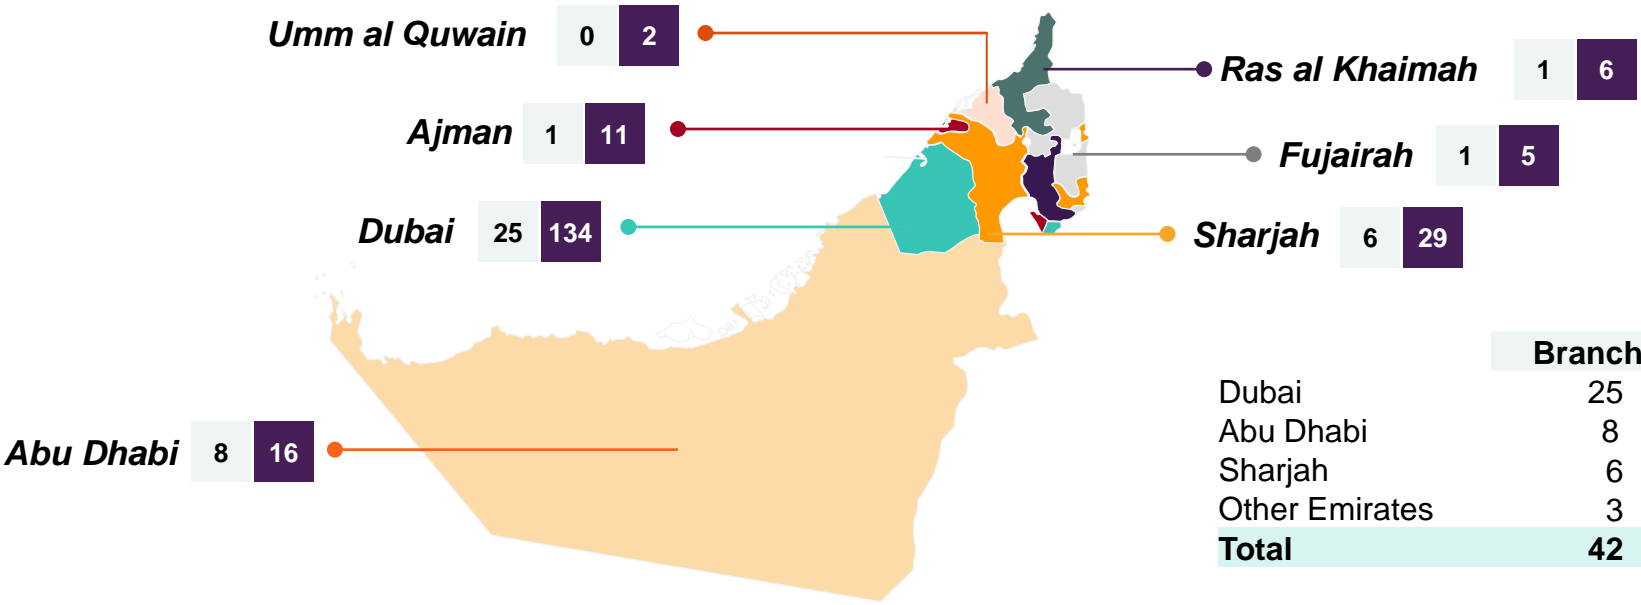 Umm al Quwain 0 2
Ras al Khaimah 1 6
Ajman 1 11
Fujairah 1 5
Dubai 25 134
Sharjah 6 29
Abu Dhabi 8 16
Branch
Dubai 25
Abu Dhabi 8
Sharjah 6
Other Emirates 3
Total 42